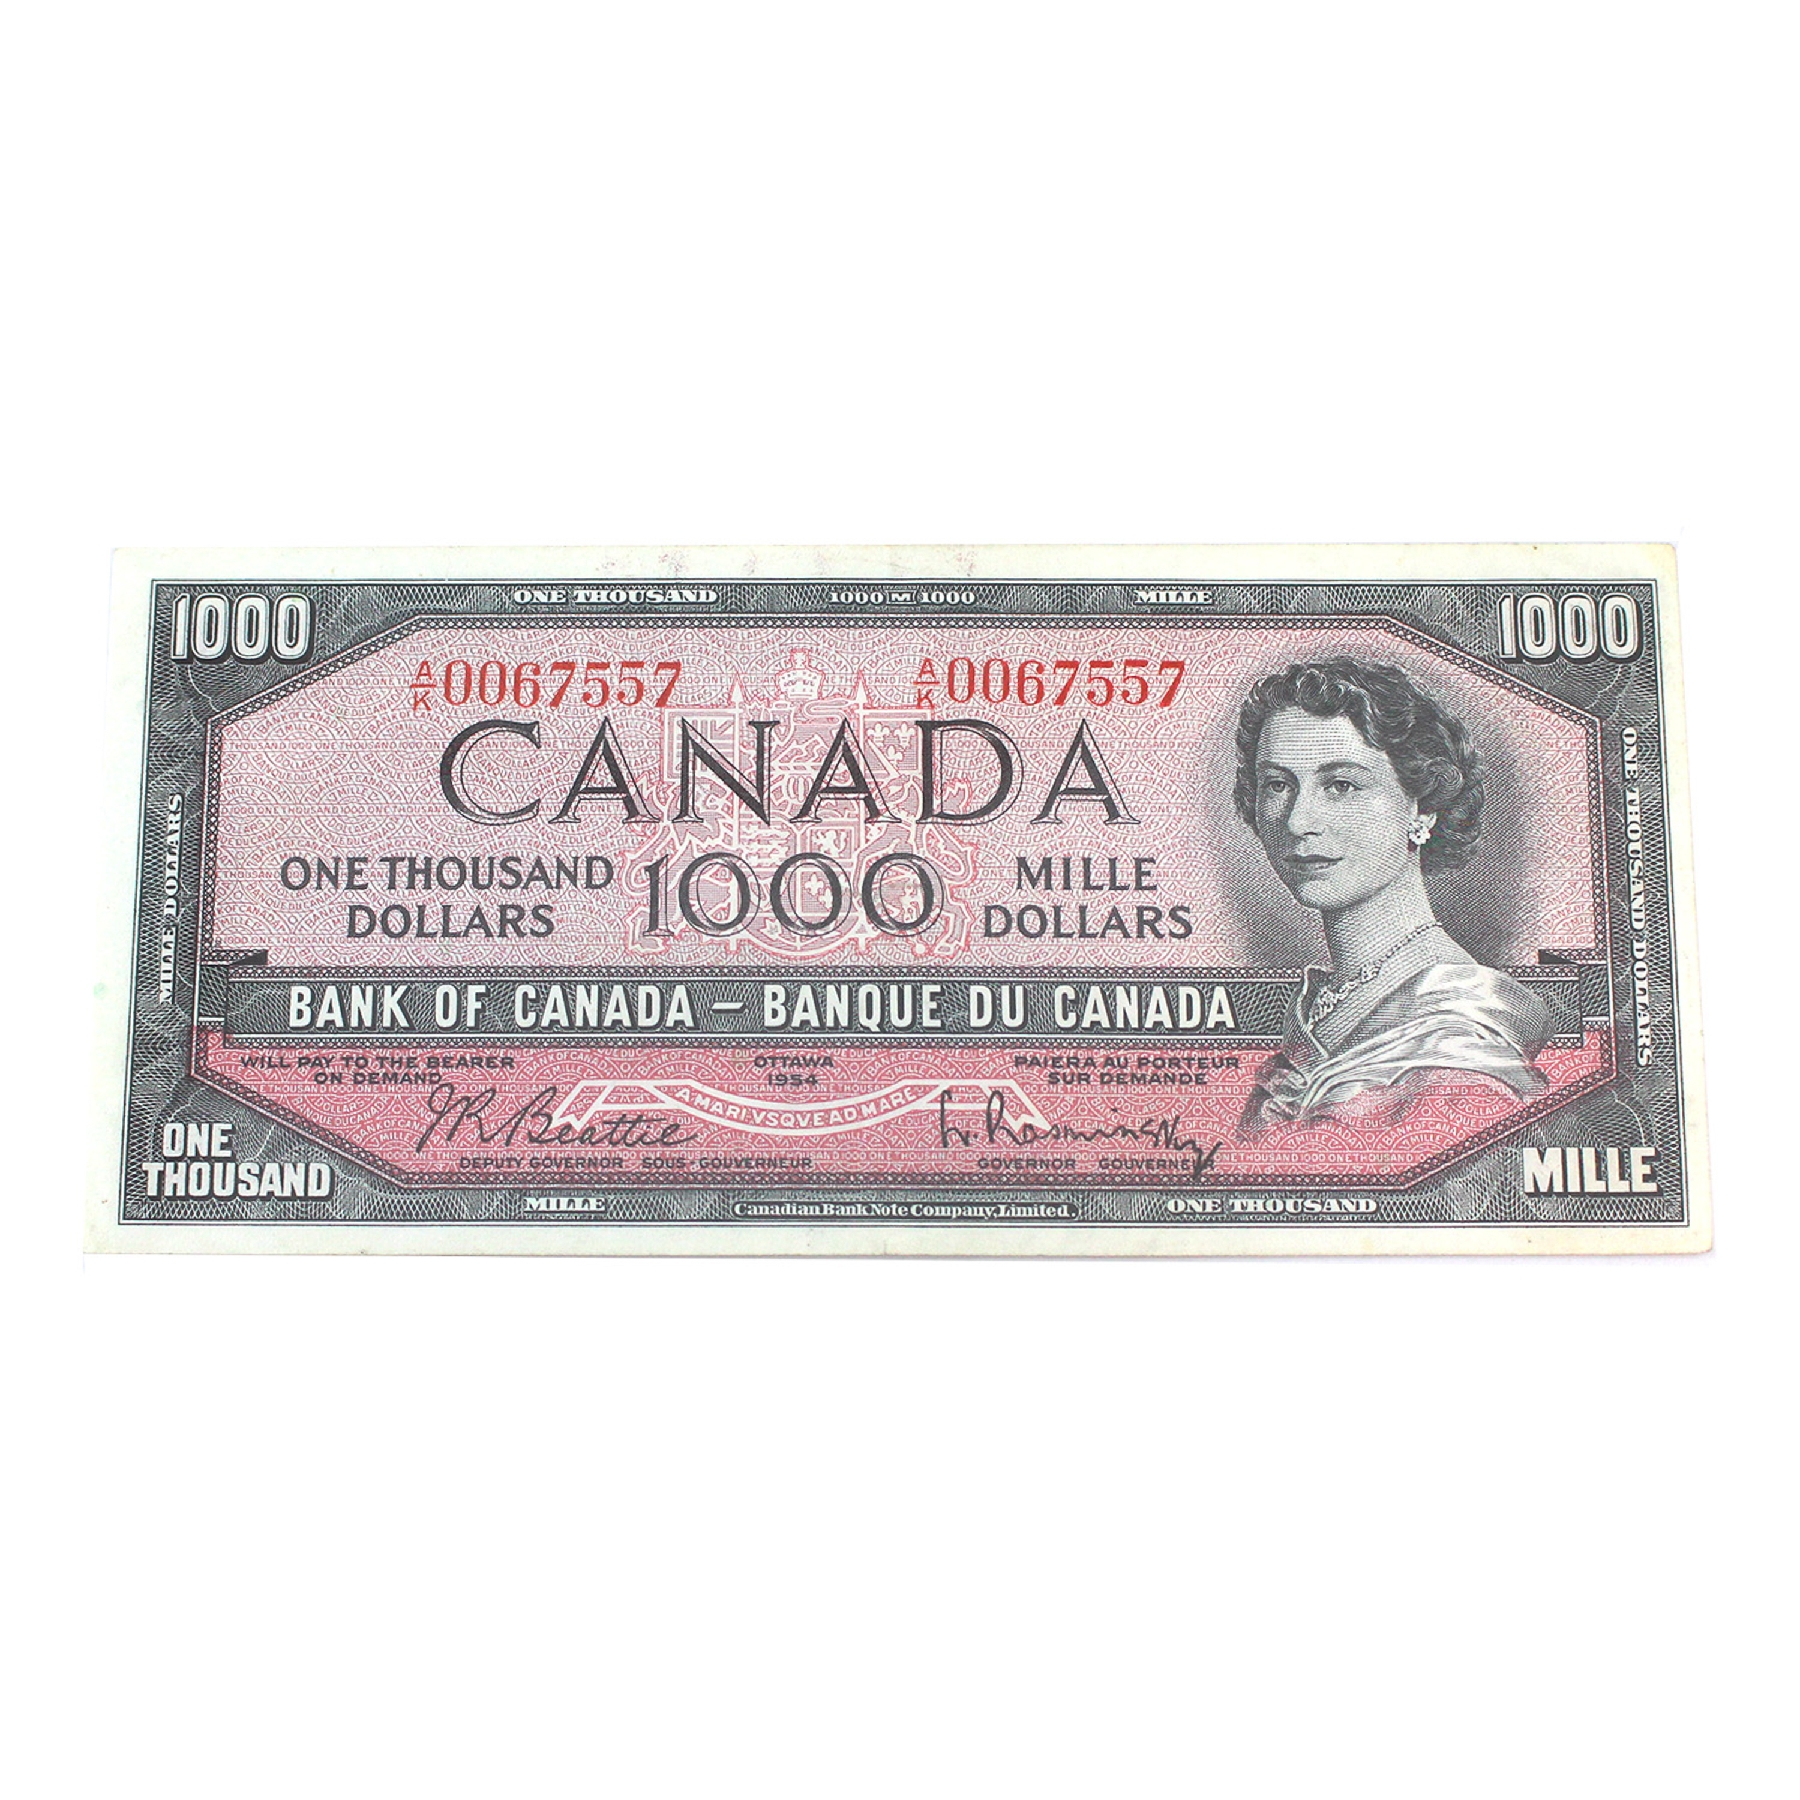 ONE THOUSAND 1000 M 1000 MILLE
1000 1000
A/K 0067557 A/K 0067557
CANADA
ONE THOUSAND DOLLARS 1000 MILLE DOLLARS
MILLE DOLLARS
ONE THOUSAND DOLLARS
BANK OF CANADA – BANQUE DU CANADA
WILL PAY TO THE BEARER OTTAWA PAIERA AU PORTEUR
ON DEMAND 1954 SUR DEMANDE
A MARI VSQVE AD MARE
J R Beattie L. Rasminsky
DEPUTY GOVERNOR SOUS-GOUVERNEUR GOVERNOR GOUVERNEUR
ONE THOUSAND MILLE
MILLE Canadian Bank Note Company, Limited. ONE THOUSAND